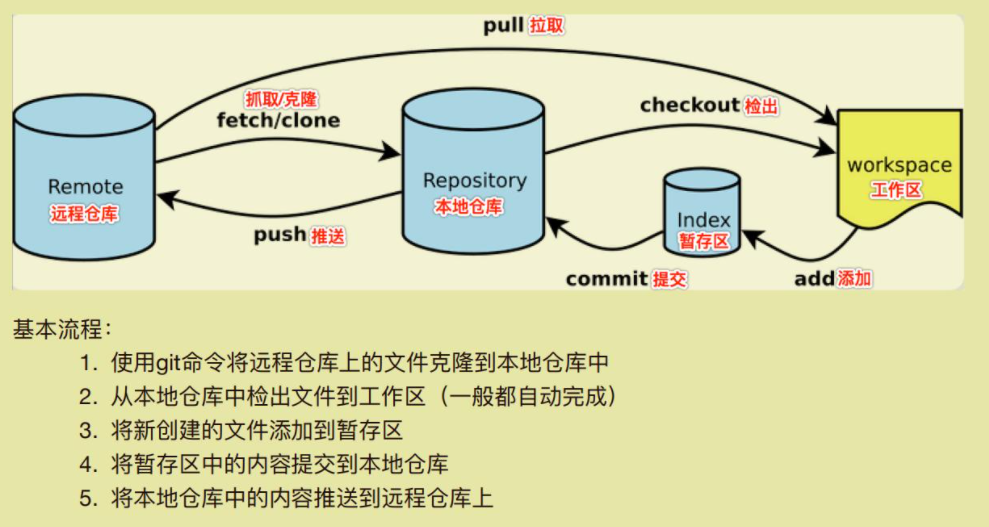 pull 拉取
抓取/克隆
fetch/clone
checkout 检出
Remote
远程仓库
Repository
本地仓库
workspace
工作区
Index
暂存区
push 推送
commit 提交
add 添加
基本流程：
1. 使用git命令将远程仓库上的文件克隆到本地仓库中
2. 从本地仓库中检出文件到工作区（一般都自动完成）
3. 将新创建的文件添加到暂存区
4. 将暂存区中的内容提交到本地仓库
5. 将本地仓库中的内容推送到远程仓库上